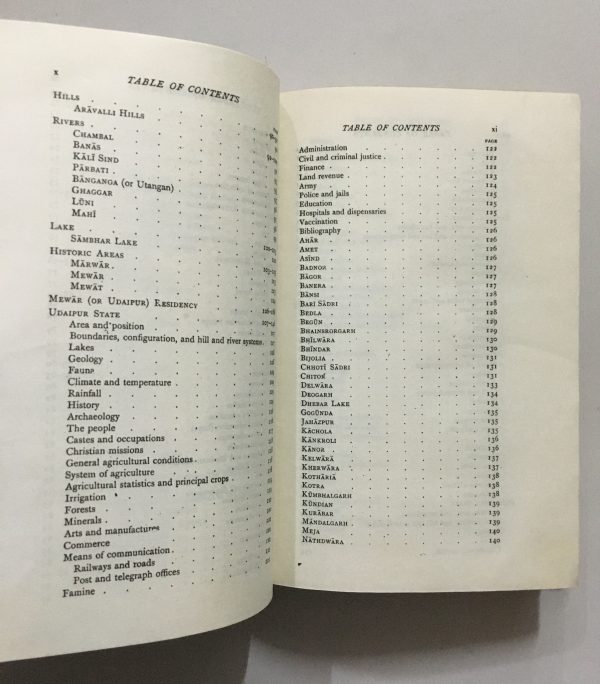 x
TABLE OF CONTENTS
HILLS
ARĀVALLI HILLS
RIVERS
CHAMBAL
BANĀS
KĀLĪ SIND
PĀRBATI
BĀNGANGA (or Utangan)
GHAGGAR
LŪNI
MAHĪ
LAKE
SĀMBHAR LAKE
HISTORIC AREAS
MĀRWĀR
MEWĀR
MEWĀT
MEWĀR (OR UDAIPUR) RESIDENCY
UDAIPUR STATE
Area and position
Boundaries, configuration, and hill and river systems
Lakes
Geology
Fauna
Climate and temperature
Rainfall
History
Archaeology
The people
Castes and occupations
Christian missions
General agricultural conditions
System of agriculture
Agricultural statistics and principal crops
Irrigation
Forests
Minerals
Arts and manufactures
Commerce
Means of communication
Railways and roads
Post and telegraph offices
Famine
TABLE OF CONTENTS xi
PAGE
Administration 122
Civil and criminal justice 122
Finance 122
Land revenue 123
Army 124
Police and jails 125
Education 125
Hospitals and dispensaries 125
Vaccination 125
Bibliography 126
AHĀR 126
AMET 126
ASĪND 126
BADNOR 127
BĀGOR 127
BANERA 127
BĀNSI 128
BARĪ SĀDRI 128
BEDLA 128
BEGŪN 128
BHAINSRORGARH 129
BHĪLWĀRA 129
BHĪNDAR 130
BIJOLIA 130
CHHOTĪ SĀDRI 131
CHITOR 131
DELWĀRA 133
DEOGARH 134
DHEBAR LAKE 134
GOGŪNDA 135
JAHĀZPUR 135
KĀCHOLA 135
KĀNKROLI 136
KĀNOR 136
KELWĀRĀ 137
KHERWĀRA 137
KOTHĀRIĀ 138
KOTRA 138
KŪMBHALGARH 138
KŪNDIAN 139
KURĀBAR 139
MĀNDALGARH 139
MEJA 140
NĀTHDWĀRA 140